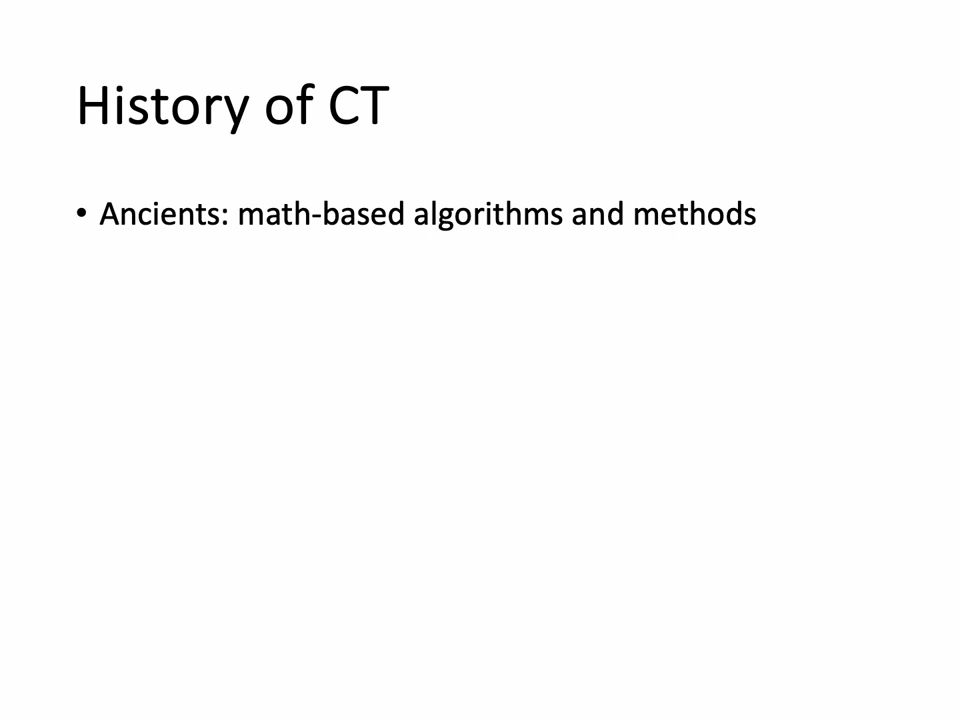 History of CT
• Ancients: math-based algorithms and methods